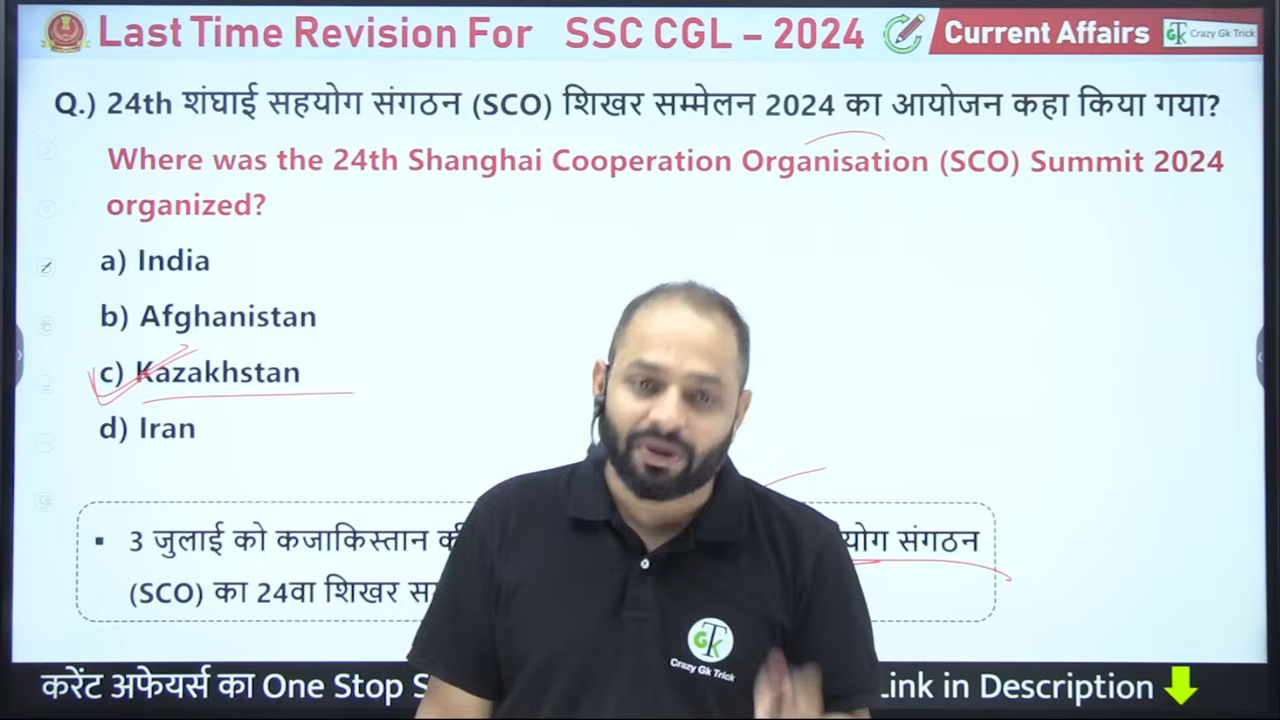 Last Time Revision For SSC CGL – 2024
Current Affairs
GTk Crazy Gk Trick
Q.) 24th शंघाई सहयोग संगठन (SCO) शिखर सम्मेलन 2024 का आयोजन कहा किया गया?
Where was the 24th Shanghai Cooperation Organisation (SCO) Summit 2024
organized?
a) India
b) Afghanistan
c) Kazakhstan
d) Iran
▪ 3 जुलाई को कजाकिस्तान की संगठन
(SCO) का 24वा शिखर
GTk
Crazy Gk Trick
करेंट अफेयर्स का One Stop Link in Description